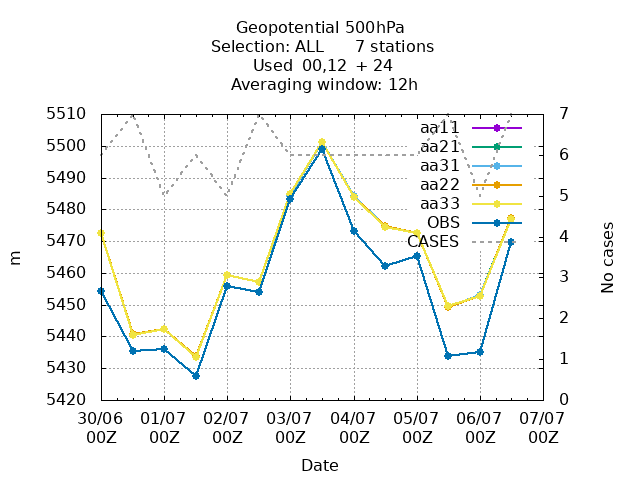 Geopotential 500hPa
Selection: ALL 7 stations
Used 00,12 + 24
Averaging window: 12h
5510
5500
5490
5480
5470
5460
5450
5440
5430
5420
m
7
6
5
4
3
2
1
0
No cases
aa11
aa21
aa31
aa22
aa33
OBS
CASES
30/06 01/07 02/07 03/07 04/07 05/07 06/07 07/07
00Z 00Z 00Z 00Z 00Z 00Z 00Z 00Z
Date